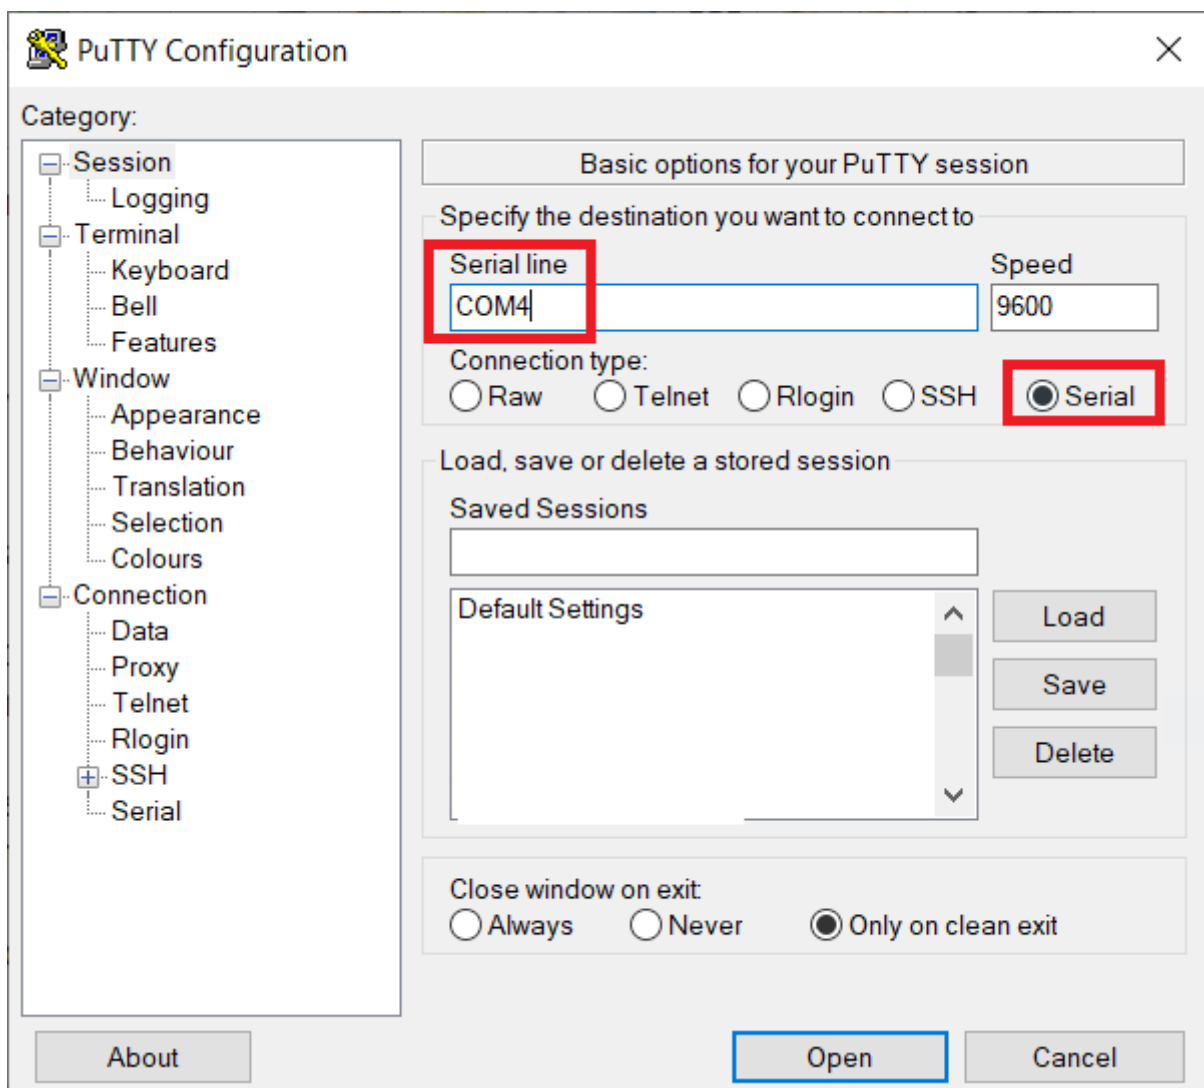 PuTTY Configuration
Category:
Session
Logging
Terminal
Keyboard
Bell
Features
Window
Appearance
Behaviour
Translation
Selection
Colours
Connection
Data
Proxy
Telnet
Rlogin
SSH
Serial
Basic options for your PuTTY session
Specify the destination you want to connect to
Serial line Speed
COM4 9600
Connection type:
Raw Telnet Rlogin SSH Serial
Load, save or delete a stored session
Saved Sessions
Default Settings
Load
Save
Delete
Close window on exit:
Always Never Only on clean exit
About Open Cancel